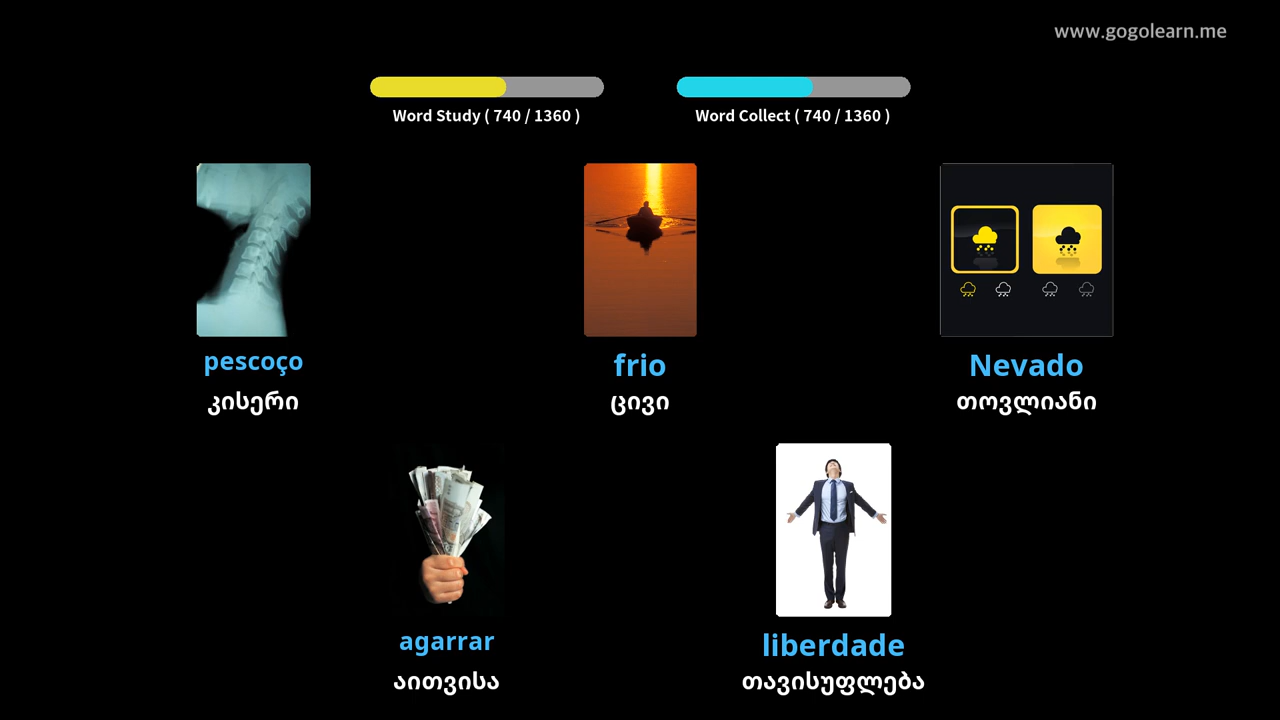 www.gogolearn.me
Word Study ( 740 / 1360 )
Word Collect ( 740 / 1360 )
pescoço
კისერი
frio
ცივი
Nevado
თოვლიანი
agarrar
აითვისა
liberdade
თავისუფლება